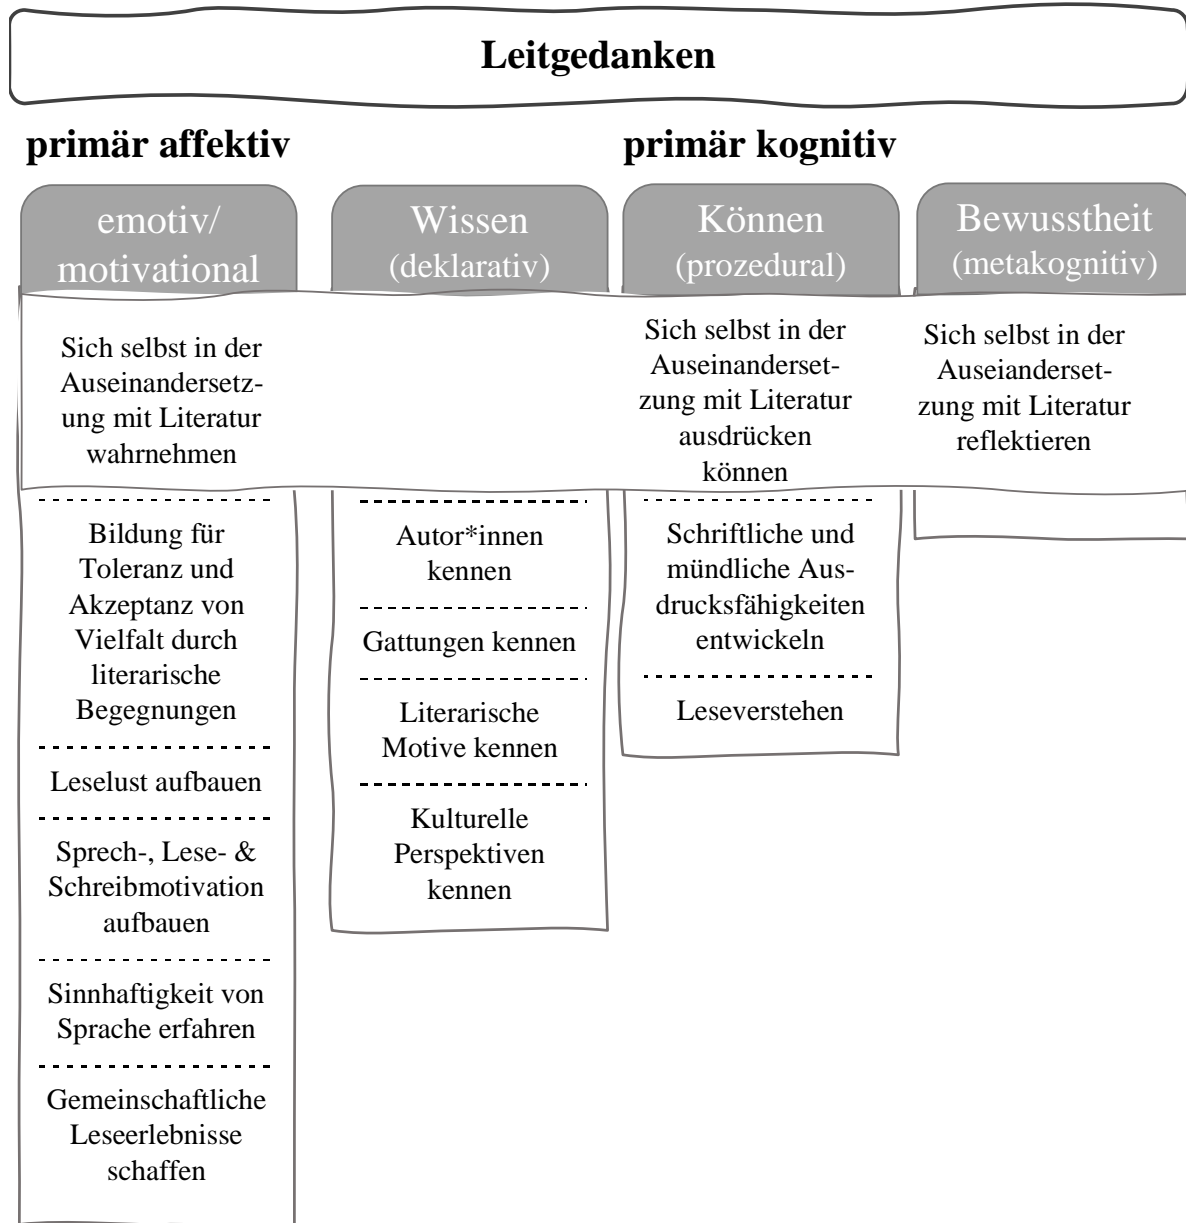 Leitgedanken
primär affektiv
primär kognitiv
emotiv/
motivational
Sich selbst in der
Auseinandersetz-
ung mit Literatur
wahrnehmen
Bildung für
Toleranz und
Akzeptanz von
Vielfalt durch
literarische
Begegnungen
Leselust aufbauen
Sprech-, Lese- &
Schreibmotivation
aufbauen
Sinnhaftigkeit von
Sprache erfahren
Gemeinschaftliche
Leseerlebnisse
schaffen
Wissen
(deklarativ)
Autor*innen
kennen
Gattungen kennen
Literarische
Motive kennen
Kulturelle
Perspektiven
kennen
Können
(prozedural)
Sich selbst in der
Auseinanderset-
zung mit Literatur
ausdrücken
können
Schriftliche und
mündliche Aus-
drucksfähigkeiten
entwickeln
Leseverstehen
Bewusstheit
(metakognitiv)
Sich selbst in der
Auseianderset-
zung mit Literatur
reflektieren